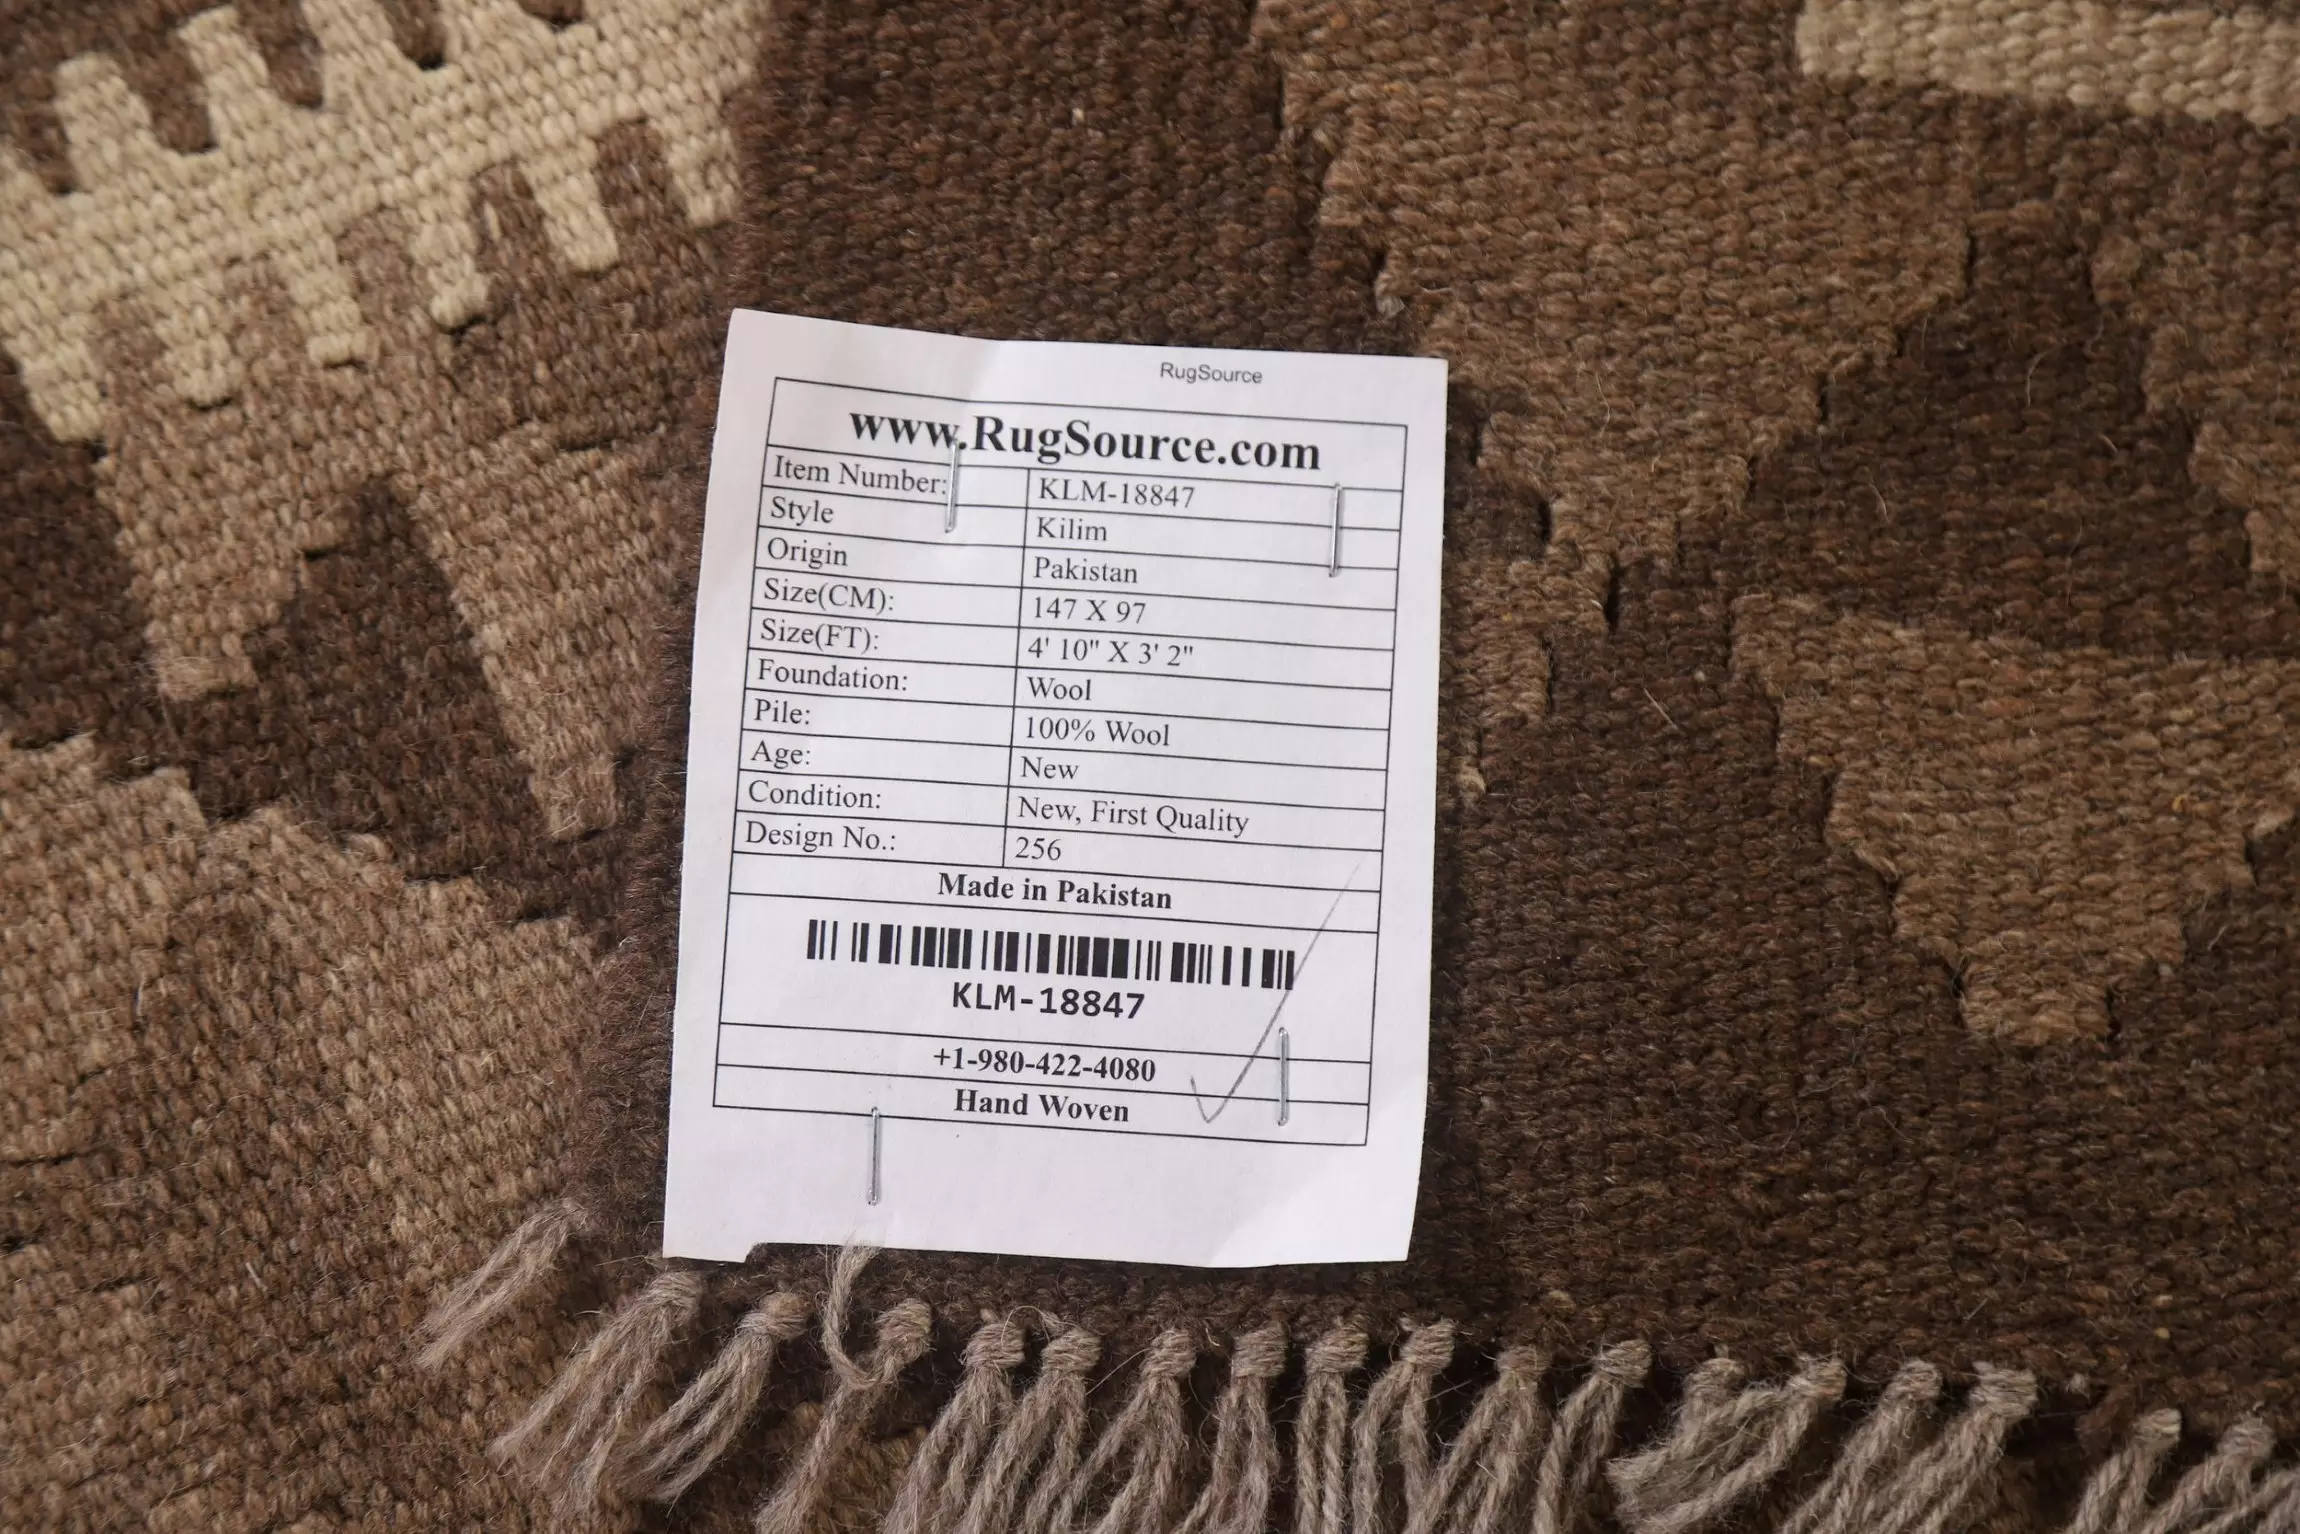 RugSource
www.RugSource.com
Item Number: KLM-18847
Style Kilim
Origin Pakistan
Size(CM): 147 X 97
Size(FT): 4' 10" X 3' 2"
Foundation: Wool
Pile: 100% Wool
Age: New
Condition: New, First Quality
Design No.: 256
Made in Pakistan
KLM-18847
+1-980-422-4080
Hand Woven